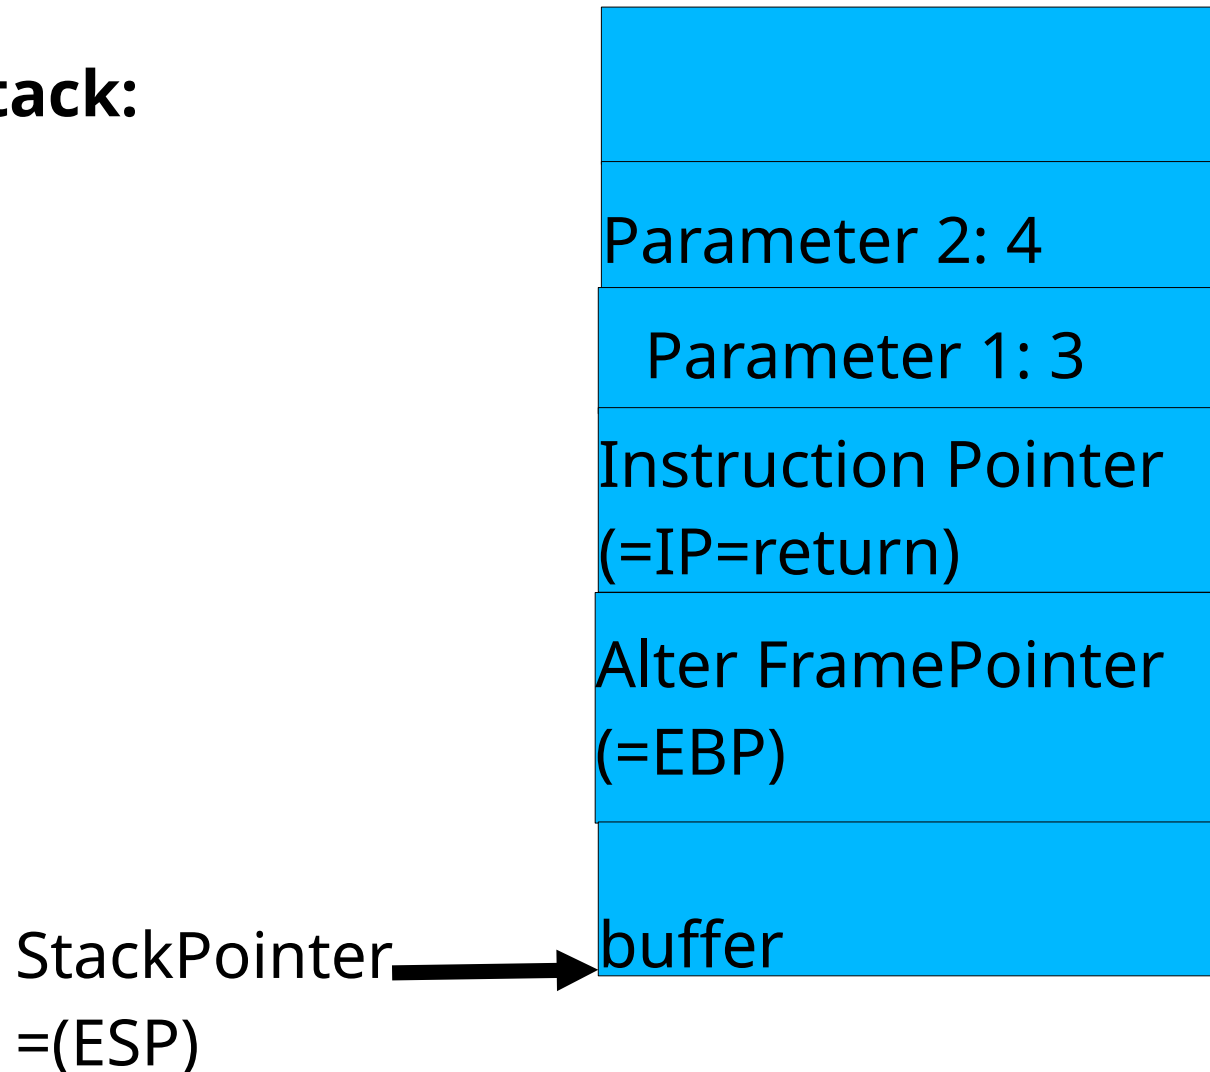 tack:
Parameter 2: 4
Parameter 1: 3
Instruction Pointer
(=IP=return)
Alter FramePointer
(=EBP)
buffer
StackPointer
=(ESP)